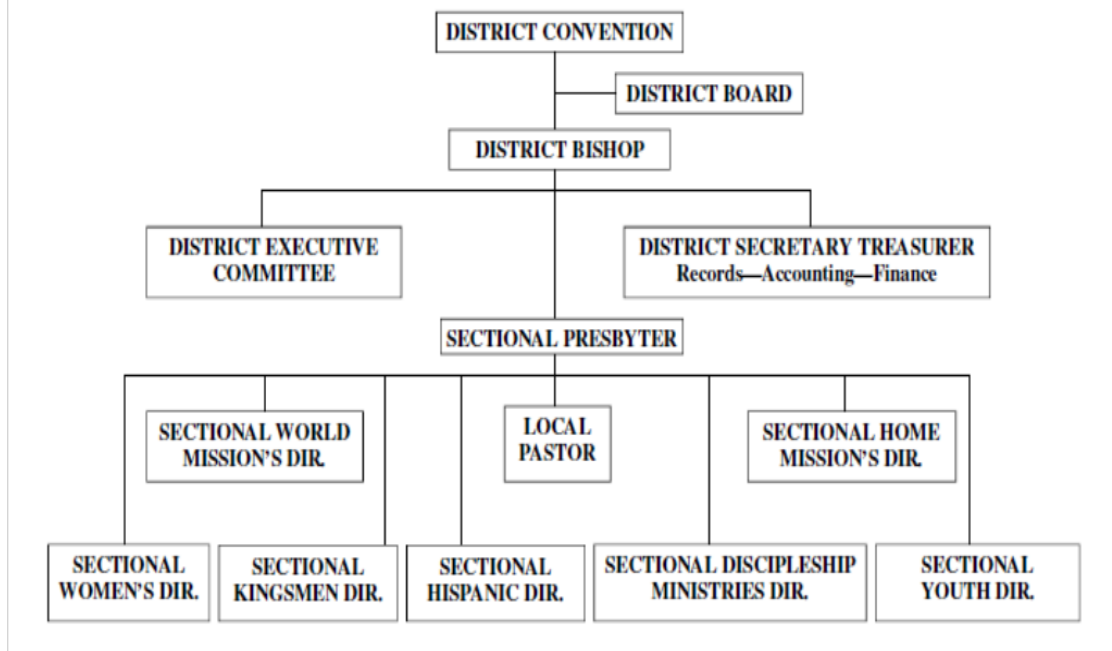 DISTRICT CONVENTION
DISTRICT BOARD
DISTRICT BISHOP
DISTRICT EXECUTIVE
COMMITTEE
DISTRICT SECRETARY TREASURER
Records—Accounting—Finance
SECTIONAL PRESBYTER
SECTIONAL WORLD
MISSION'S DIR.
LOCAL
PASTOR
SECTIONAL HOME
MISSION'S DIR.
SECTIONAL
WOMEN'S DIR.
SECTIONAL
KINGSMEN DIR.
SECTIONAL
HISPANIC DIR.
SECTIONAL DISCIPLESHIP
MINISTRIES DIR.
SECTIONAL
YOUTH DIR.